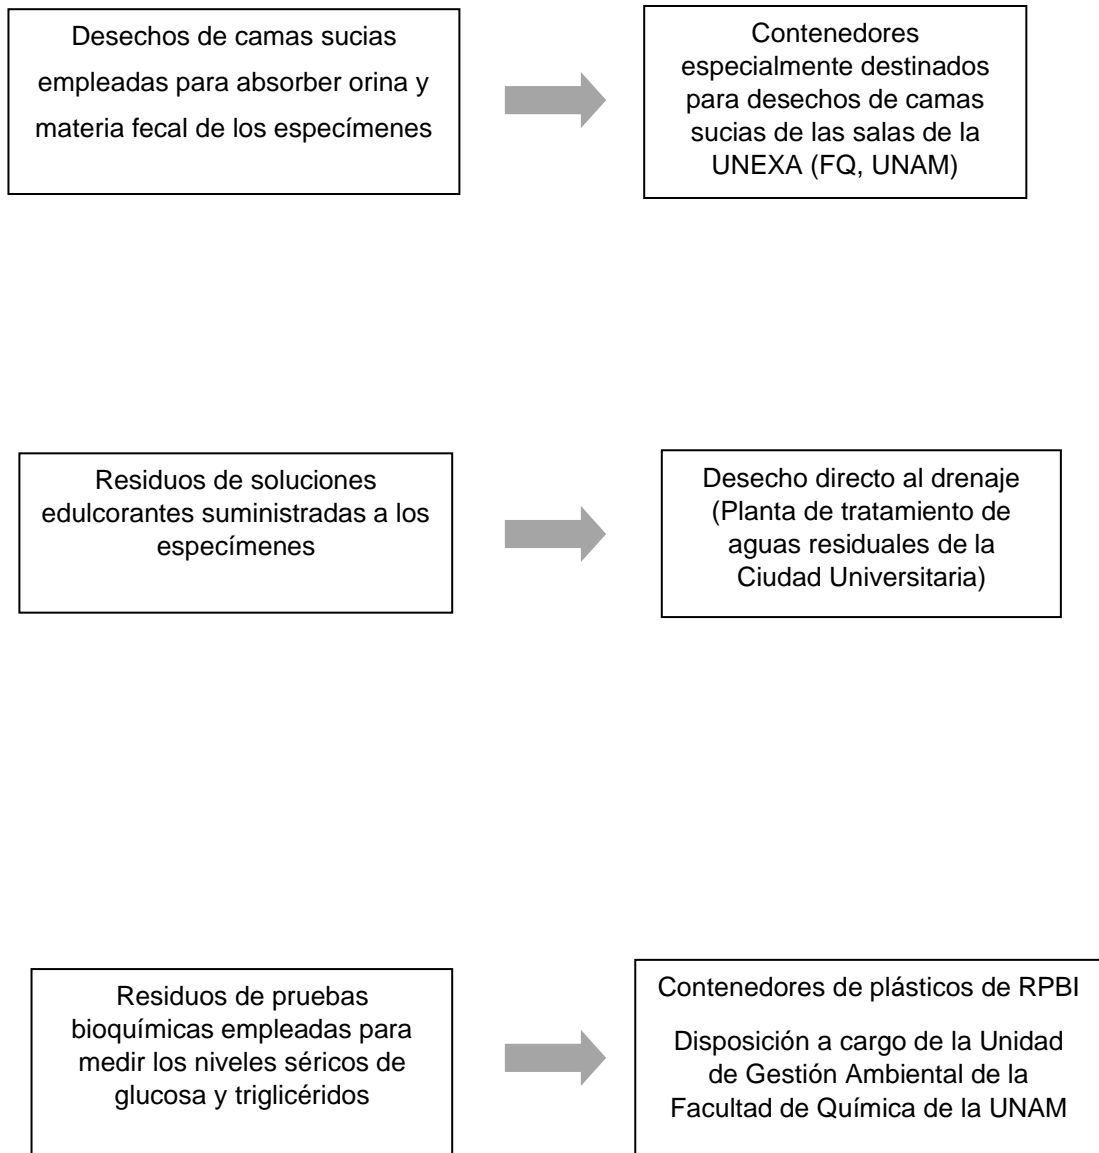 Desechos de camas sucias
empleadas para absorber orina y
materia fecal de los especímenes
Contenedores
especialmente destinados
para desechos de camas
sucias de las salas de la
UNEXA (FQ, UNAM)
Residuos de soluciones
edulcorantes suministradas a los
especímenes
Desecho directo al drenaje
(Planta de tratamiento de
aguas residuales de la
Ciudad Universitaria)
Residuos de pruebas
bioquímicas empleadas para
medir los niveles séricos de
glucosa y triglicéridos
Contenedores de plásticos de RPBI
Disposición a cargo de la Unidad
de Gestión Ambiental de la
Facultad de Química de la UNAM